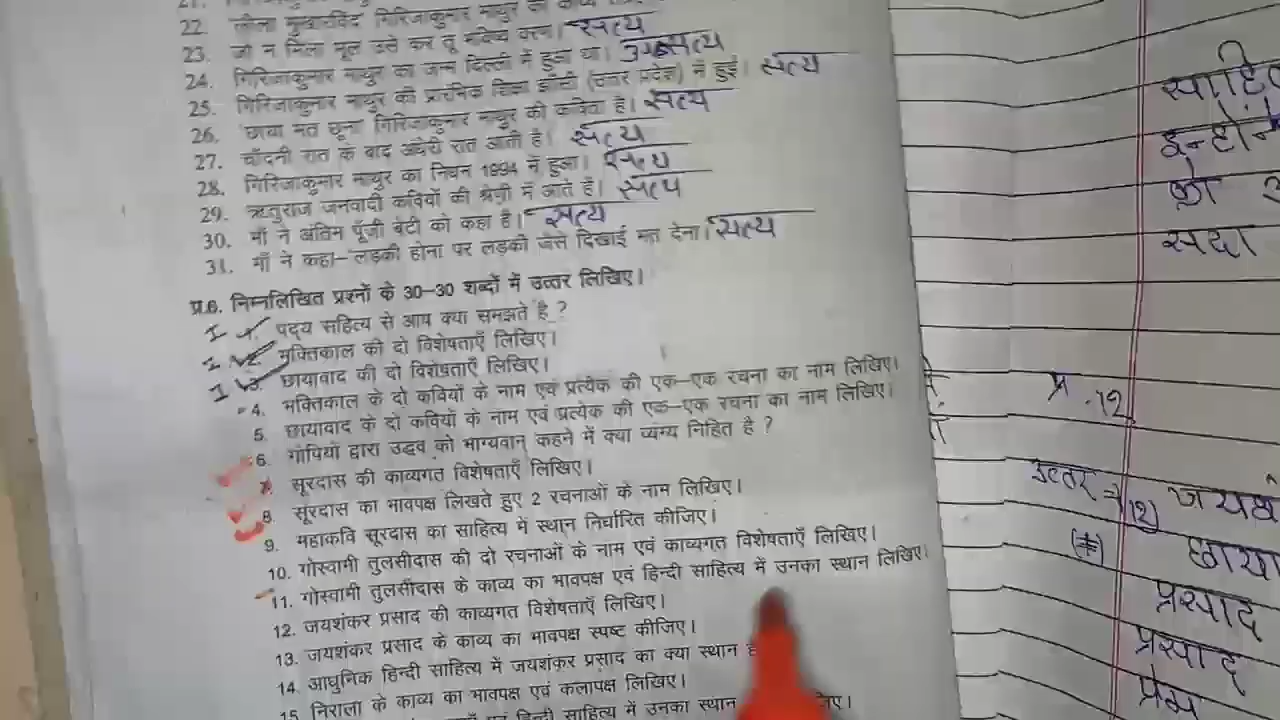 22. लीला मुखारविंद गिरिजाकुमार माथुर का काव्य
23. जो न मिला भूल उसे कर तू भविष्य वरण। सत्य
24. गिरिजाकुमार माथुर का जन्म दिल्ली में हुआ था। असत्य
25. गिरिजाकुमार माथुर की प्रारंभिक शिक्षा झाँसी (उत्तर प्रदेश) में हुई। सत्य
26. छाया मत छूना गिरिजाकुमार माथुर की कविता है। सत्य
27. चाँदनी रात के बाद अंधेरी रात आती है। सत्य
28. गिरिजाकुमार माथुर का निधन 1994 में हुआ। सत्य
29. ऋतुराज जनवादी कवियों की श्रेणी में आते हैं। सत्य
30. माँ ने अंतिम पूँजी बेटी को कहा है। सत्य
31. माँ ने कहा–लड़की होना पर लड़की जैसे दिखाई मत देना। सत्य
प्र.6. निम्नलिखित प्रश्नों के 30–30 शब्दों में उत्तर लिखिए।
पद्य सहित्य से आप क्या समझते है ?
2. भक्तिकाल की दो विशेषताएँ लिखिए।
3. छायावाद की दो विशेषताएँ लिखिए।
4. भक्तिकाल के दो कवियों के नाम एवं प्रत्येक की एक–एक रचना का नाम लिखिए।
5. छायावाद के दो कवियों के नाम एवं प्रत्येक की एक–एक रचना का नाम लिखिए।
6. गोपियों द्वारा उद्धव को भाग्यवान् कहने में क्या व्यंग्य निहित है ?
7. सूरदास की काव्यगत विशेषताएँ लिखिए।
8. सूरदास का भावपक्ष लिखते हुए 2 रचनाओं के नाम लिखिए।
9. महाकवि सूरदास का साहित्य में स्थान निर्धारित कीजिए।
10. गोस्वामी तुलसीदास की दो रचनाओं के नाम एवं काव्यगत विशेषताएँ लिखिए।
11. गोस्वामी तुलसीदास के काव्य का भावपक्ष एवं हिन्दी साहित्य में उनका स्थान लिखिए।
12. जयशंकर प्रसाद की काव्यगत विशेषताएँ लिखिए।
13. जयशंकर प्रसाद के काव्य का भावपक्ष स्पष्ट कीजिए।
14. आधुनिक हिन्दी साहित्य में जयशंकर प्रसाद का क्या स्थान है
15. निराला के काव्य का भावपक्ष एवं कलापक्ष लिखिए।
एवं हिन्दी साहित्य में उनका स्थान
इन्होंने
को
सदा
प्र .12
उत्तर → (12)
छाया
प्रसाद
प्रसाद
प्रेम